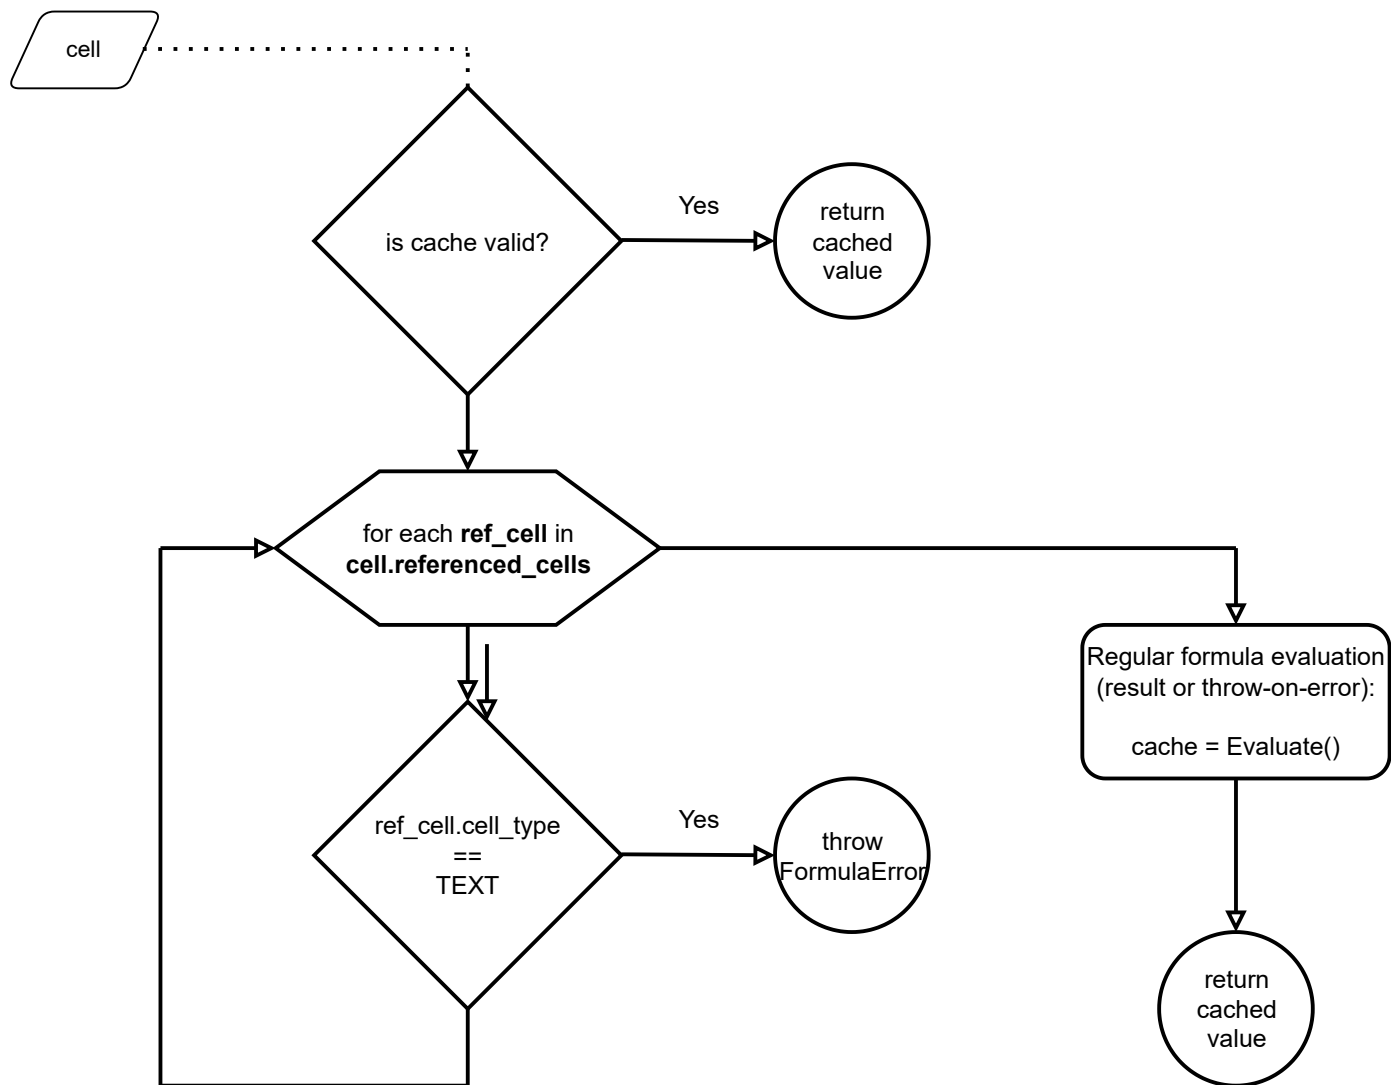 cell
is cache valid?
Yes
return
cached
value
for each ref_cell in
cell.referenced_cells
Regular formula evaluation
(result or throw-on-error):
cache = Evaluate()
ref_cell.cell_type
==
TEXT
Yes
throw
FormulaError
return
cached
value